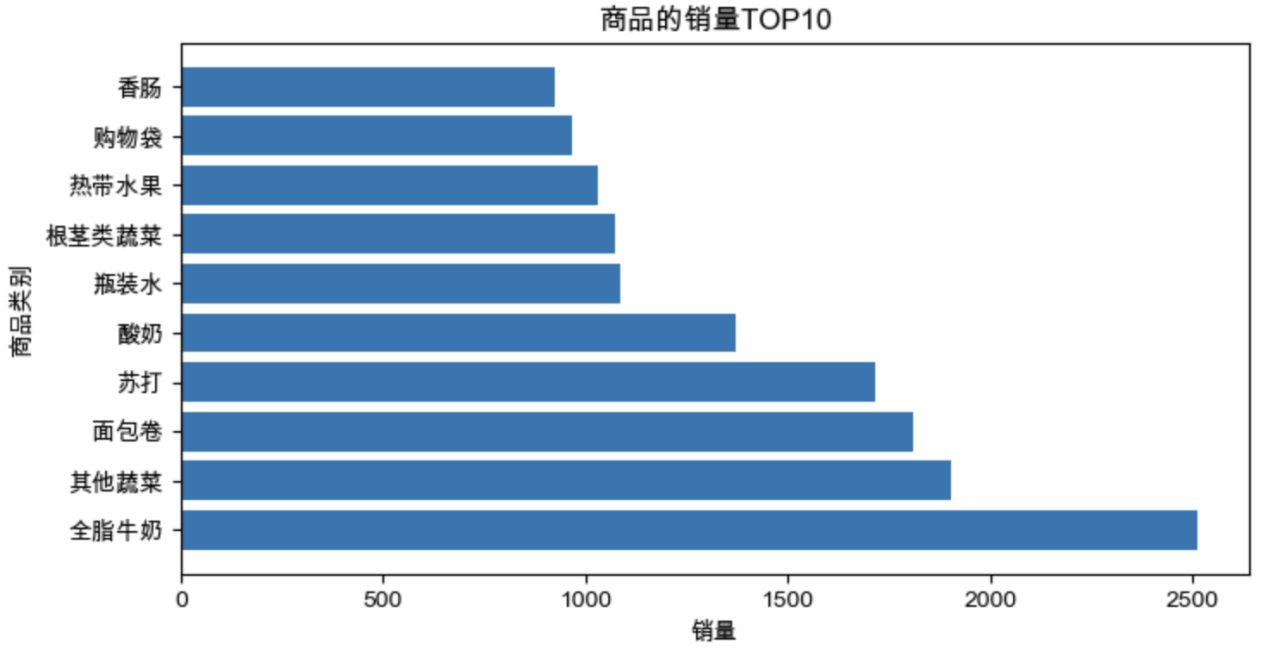 商品的销量TOP10
商品类别
香肠
购物袋
热带水果
根茎类蔬菜
瓶装水
酸奶
苏打
面包卷
其他蔬菜
全脂牛奶
0 500 1000 1500 2000 2500
销量